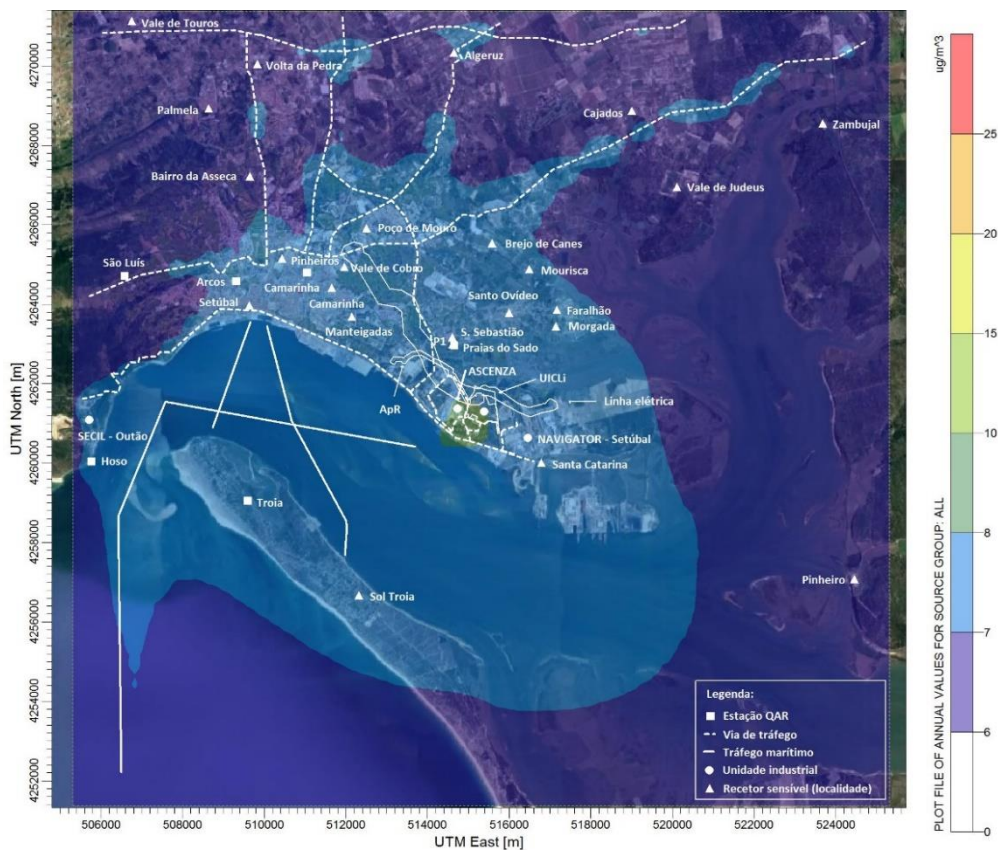 Vale de Touros
Volta da Pedra
Algeruz
Palmela
Cajados
Zambujal
Bairro da Asseca
Vale de Judeus
Poço de Mouro
Brejo de Canes
São Luís
Pinheiros
Vale de Cobro
Mourisca
Arcos
Camarinha
Camarinha
Santo Ovídeo
Setúbal
Manteigadas
Faralhão
Morgada
P1
S. Sebastião
Praias do Sado
ASCENZA
UICLi
ApR
Linha elétrica
SECIL - Outão
NAVIGATOR - Setúbal
Hoso
Santa Catarina
Troia
Pinheiro
Sol Troia
Legenda:
Estação QAR
Via de tráfego
Tráfego marítimo
Unidade industrial
Recetor sensível (localidade)
UTM North [m]
4270000
4268000
4266000
4264000
4262000
4260000
4258000
4256000
4254000
4252000
506000 508000 510000 512000 514000 516000 518000 520000 522000 524000
UTM East [m]
PLOT FILE OF ANNUAL VALUES FOR SOURCE GROUP: ALL
ug/m^3
25
20
15
10
8
7
6
0